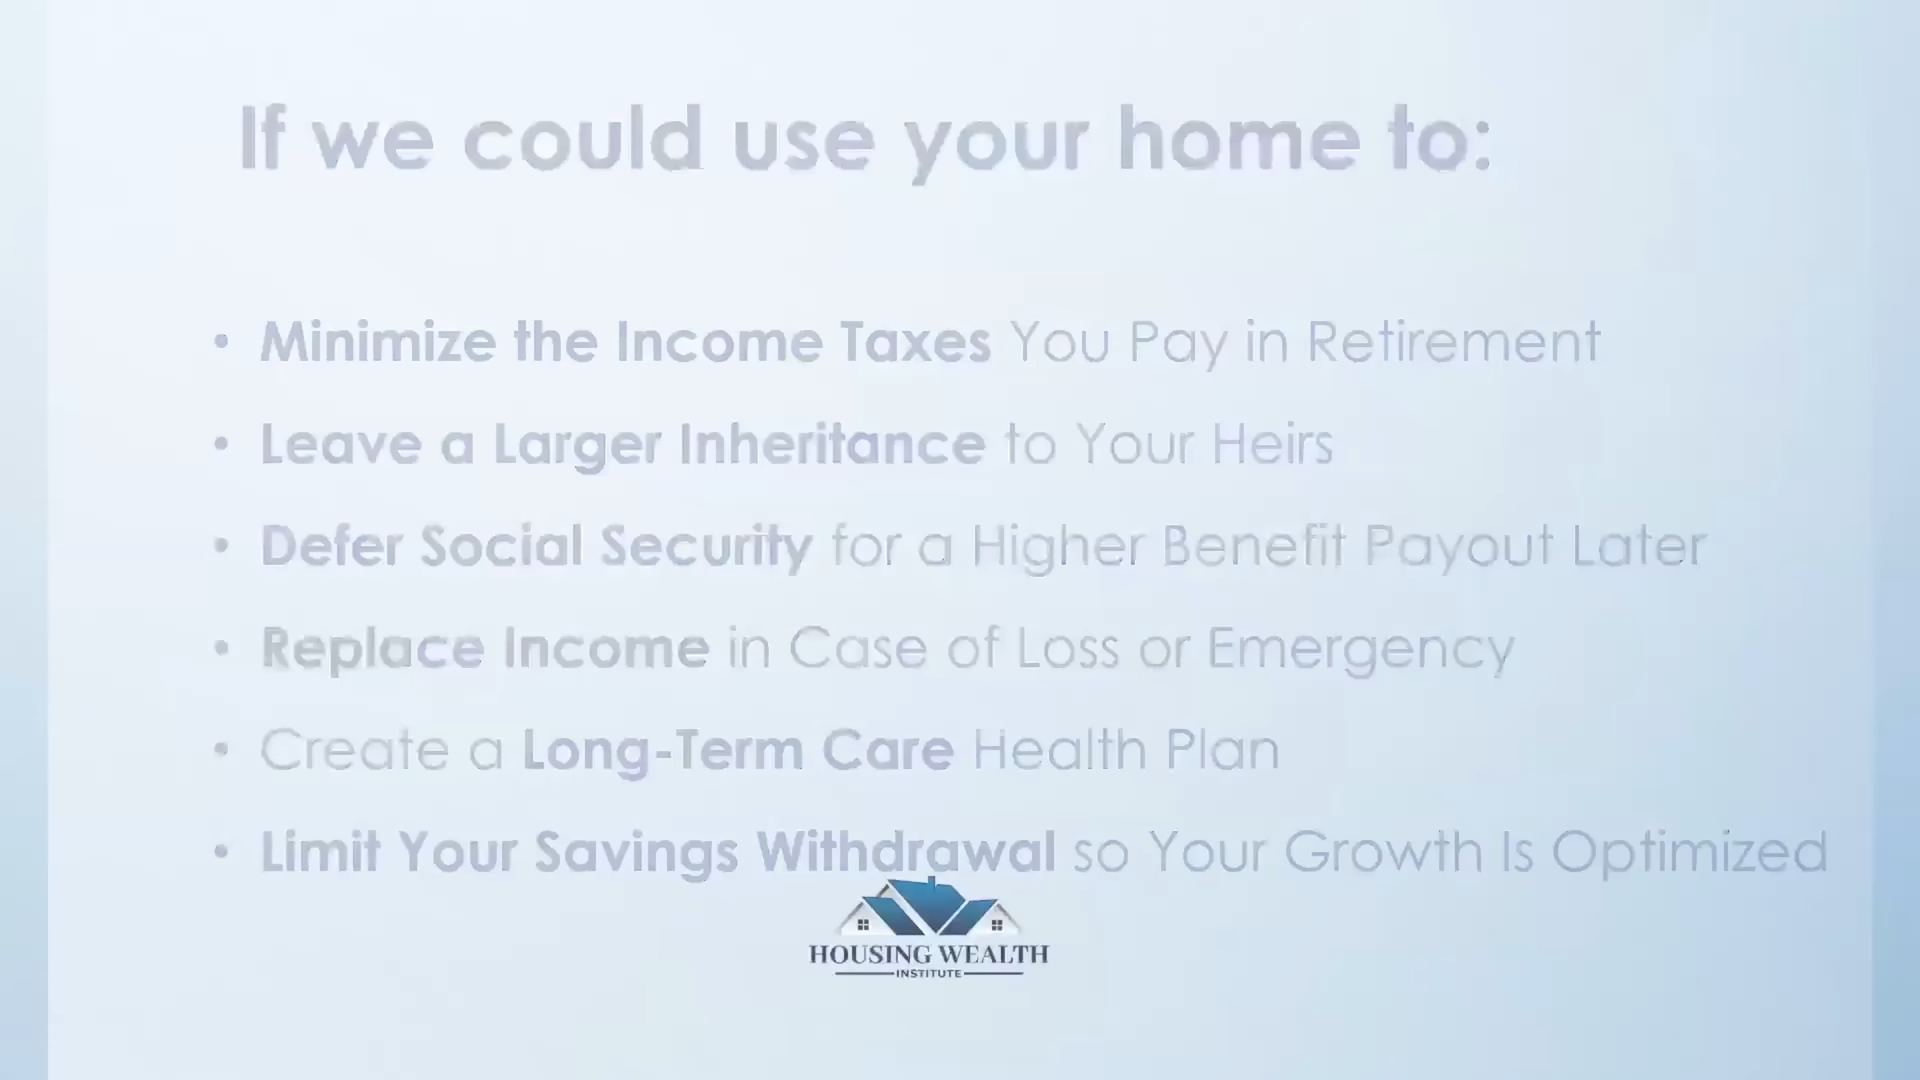 If we could use your home to:
• Minimize the Income Taxes You Pay in Retirement
• Leave a Larger Inheritance to Your Heirs
• Defer Social Security for a Higher Benefit Payout Later
• Replace Income in Case of Loss or Emergency
• Create a Long-Term Care Health Plan
• Limit Your Savings Withdrawal so Your Growth Is Optimized
HOUSING WEALTH
INSTITUTE